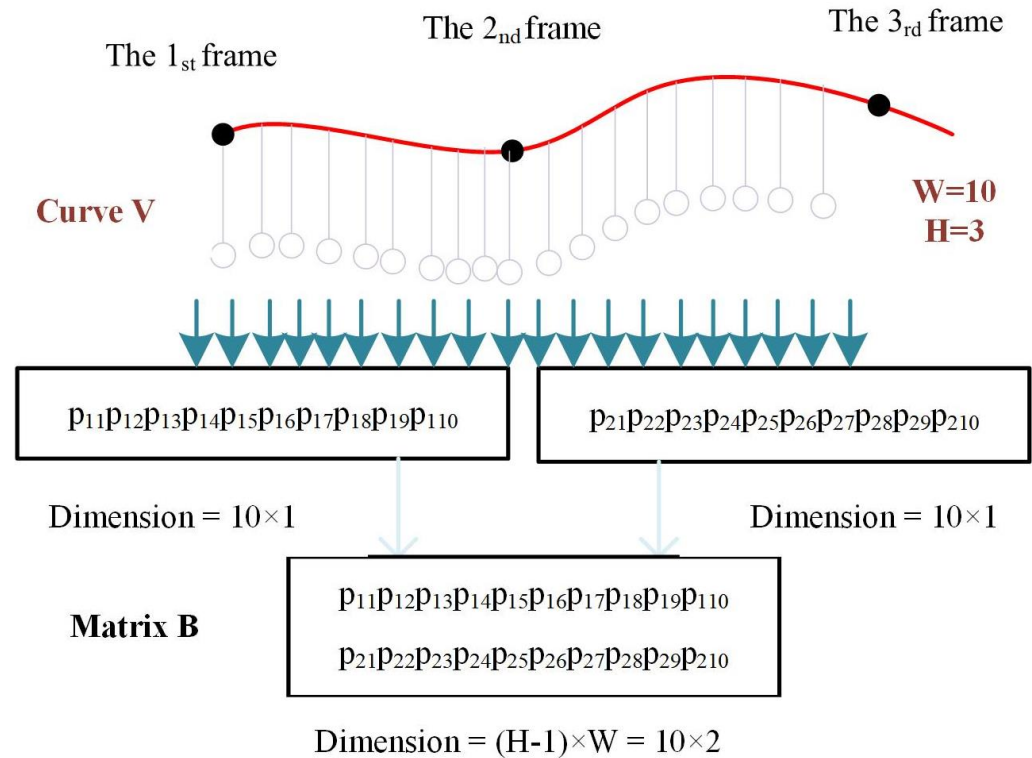 The 1st frame
The 2nd frame
The 3rd frame
Curve V
W=10
H=3
p11p12p13p14p15p16p17p18p19p110
p21p22p23p24p25p26p27p28p29p210
Dimension = 10×1
Dimension = 10×1
Matrix B
p11p12p13p14p15p16p17p18p19p110
p21p22p23p24p25p26p27p28p29p210
Dimension = (H-1)×W = 10×2